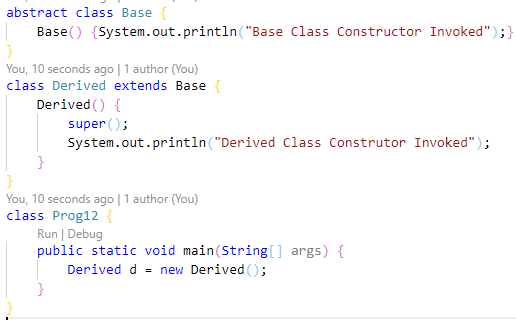 abstract class Base {
Base() {System.out.println("Base Class Constructor Invoked");}
}
You, 10 seconds ago | 1 author (You)
class Derived extends Base {
Derived() {
super();
System.out.println("Derived Class Construtor Invoked");
}
}
You, 10 seconds ago | 1 author (You)
class Prog12 {
Run | Debug
public static void main(String[] args) {
Derived d = new Derived();
}
}